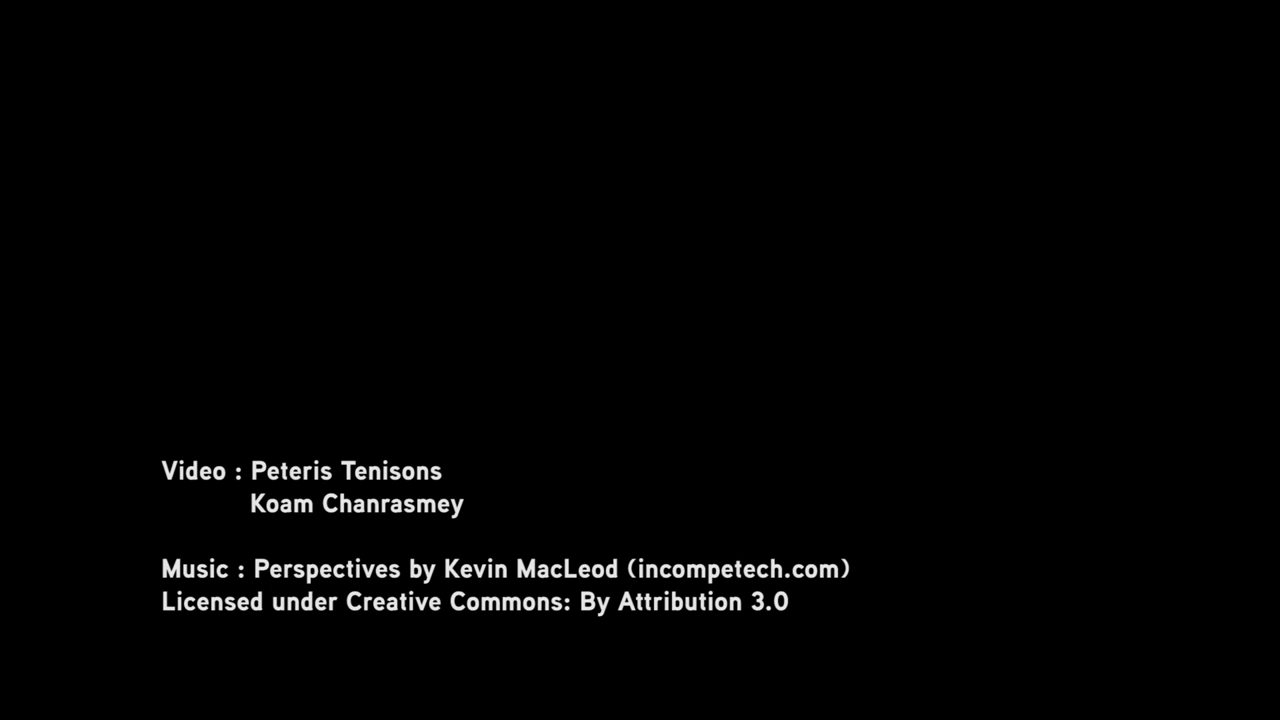 Video : Peteris Tenisons
Koam Chanrasmey
Music : Perspectives by Kevin MacLeod (incompetech.com)
Licensed under Creative Commons: By Attribution 3.0